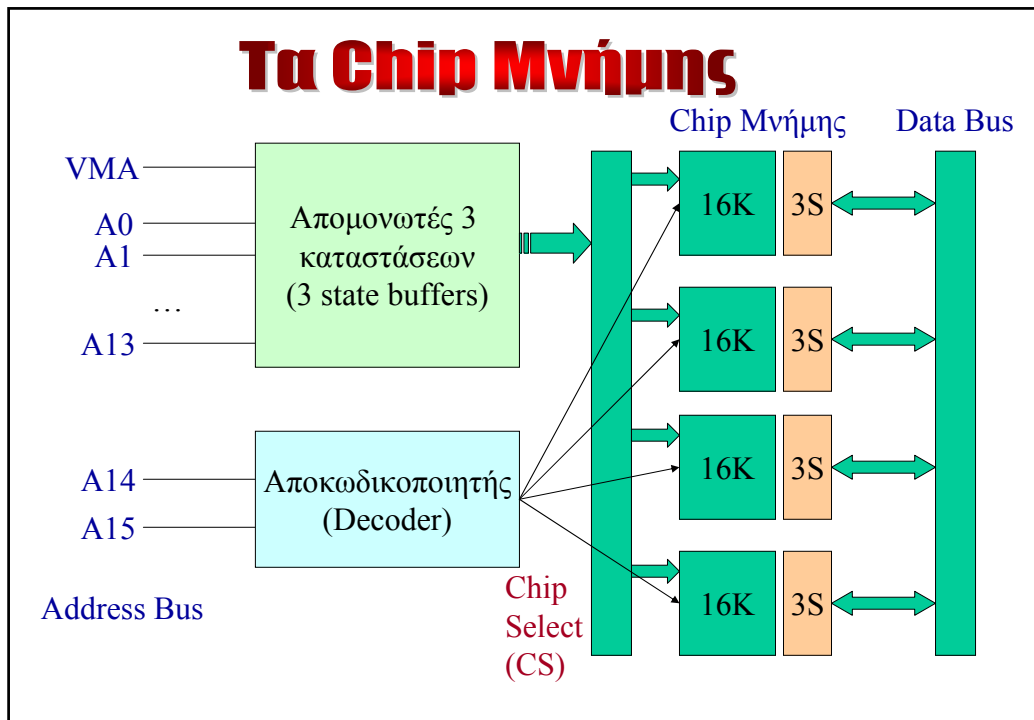 Τα Chip Μνήμης
Chip Μνήμης
Data Bus
VMA
A0
A1
…
A13
Απομονωτές 3
καταστάσεων
(3 state buffers)
16K
3S
16K
3S
16K
3S
16K
3S
A14
A15
Αποκωδικοποιητής
(Decoder)
Address Bus
Chip
Select
(CS)